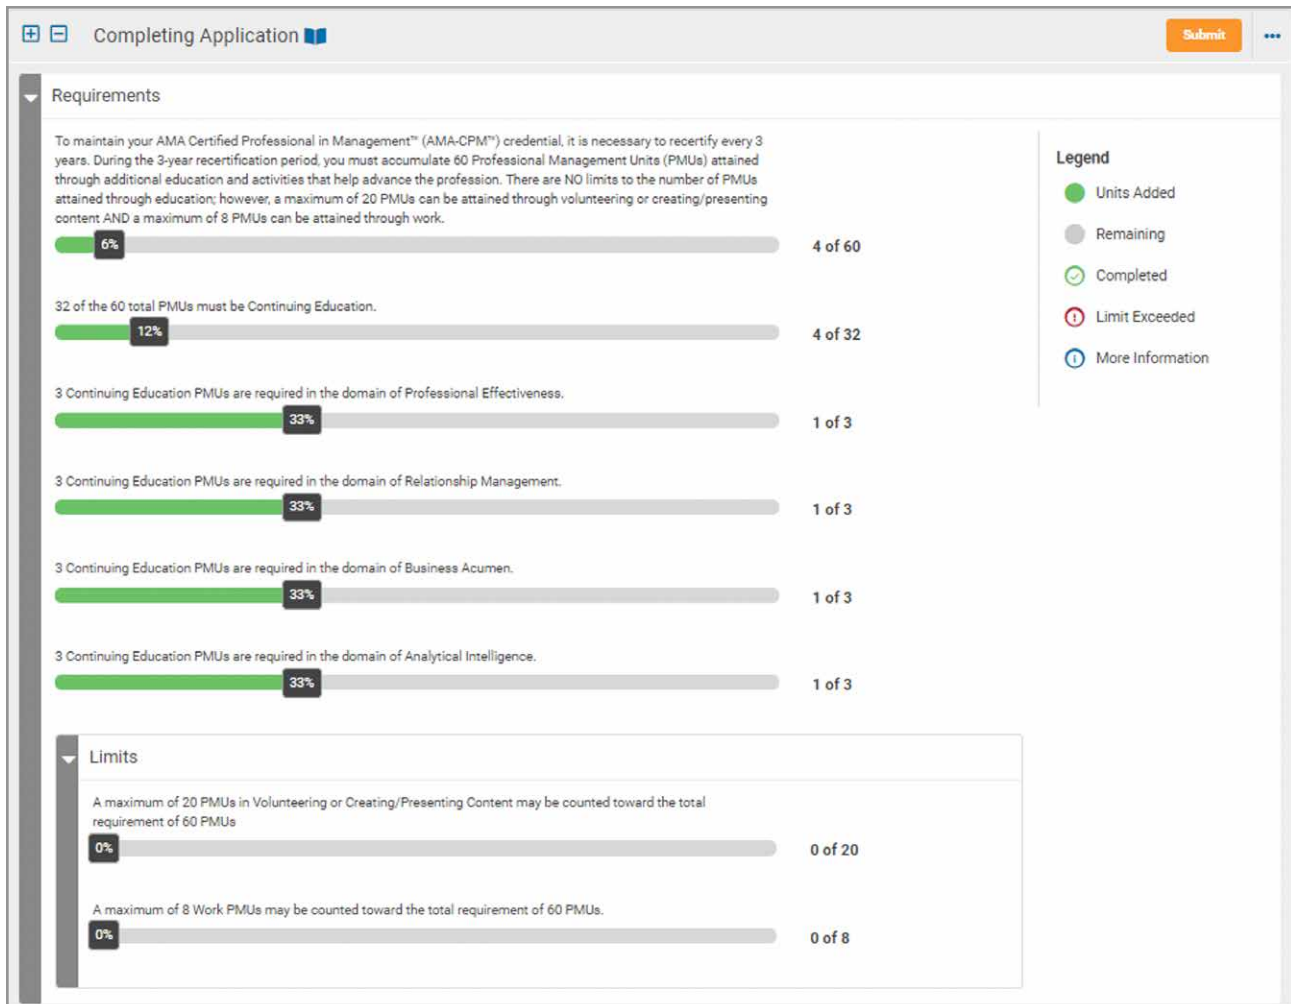 Completing Application
Submit
Requirements
To maintain your AMA Certified Professional in Management™ (AMA-CPM™) credential, it is necessary to recertify every 3
years. During the 3-year recertification period, you must accumulate 60 Professional Management Units (PMUs) attained
through additional education and activities that help advance the profession. There are NO limits to the number of PMUs
attained through education; however, a maximum of 20 PMUs can be attained through volunteering or creating/presenting
content AND a maximum of 8 PMUs can be attained through work.
6%
4 of 60
32 of the 60 total PMUs must be Continuing Education.
12%
4 of 32
3 Continuing Education PMUs are required in the domain of Professional Effectiveness.
33%
1 of 3
3 Continuing Education PMUs are required in the domain of Relationship Management.
33%
1 of 3
3 Continuing Education PMUs are required in the domain of Business Acumen.
33%
1 of 3
3 Continuing Education PMUs are required in the domain of Analytical Intelligence.
33%
1 of 3
Legend
Units Added
Remaining
Completed
Limit Exceeded
More Information
Limits
A maximum of 20 PMUs in Volunteering or Creating/Presenting Content may be counted toward the total
requirement of 60 PMUs
0%
0 of 20
A maximum of 8 Work PMUs may be counted toward the total requirement of 60 PMUs.
0%
0 of 8